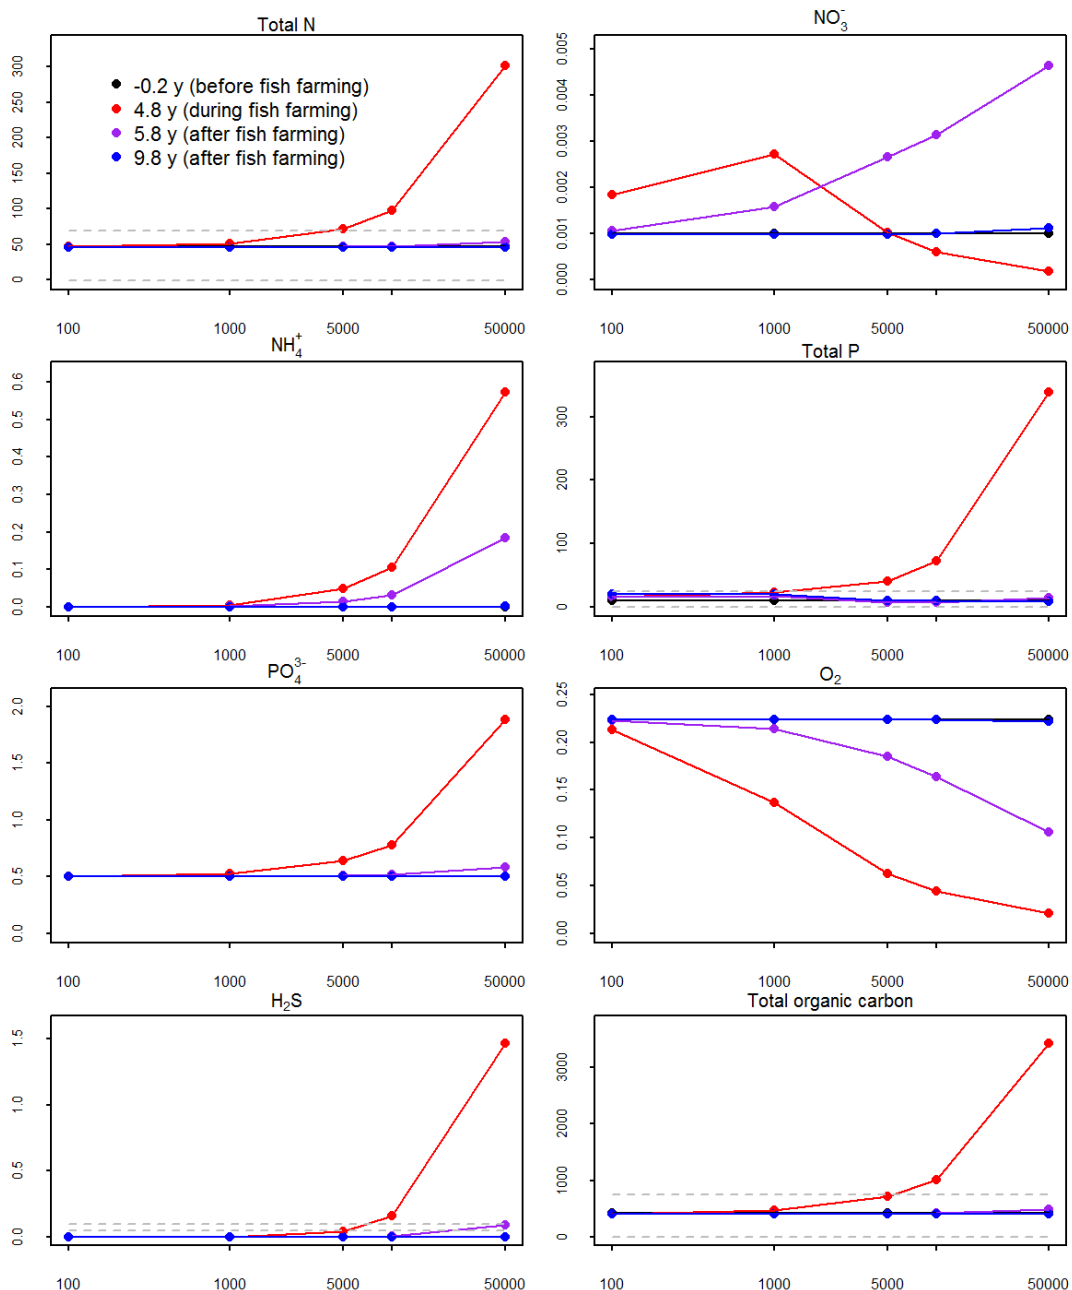 Total N
300
250
200
150
100
50
0
-0.2 y (before fish farming)
4.8 y (during fish farming)
5.8 y (after fish farming)
9.8 y (after fish farming)
100 1000 5000 50000
NO₃⁻
0.005
0.004
0.003
0.002
0.001
0.000
100 1000 5000 50000
NH₄⁺
0.6
0.5
0.4
0.3
0.2
0.1
0.0
100 1000 5000 50000
Total P
300
200
100
0
100 1000 5000 50000
PO₄³⁻
2.0
1.5
1.0
0.5
0.0
100 1000 5000 50000
O₂
0.25
0.20
0.15
0.10
0.05
0.00
100 1000 5000 50000
H₂S
1.5
1.0
0.5
0.0
100 1000 5000 50000
Total organic carbon
3000
2000
1000
0
100 1000 5000 50000